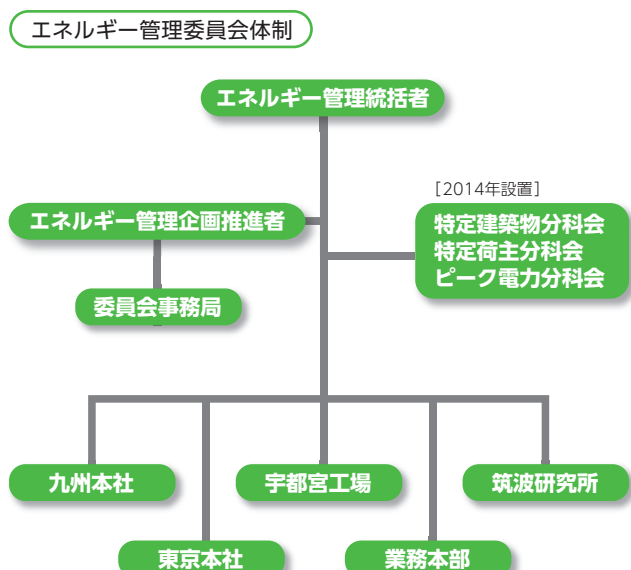 エネルギー管理委員会体制
エネルギー管理統括者
[2014年設置]
エネルギー管理企画推進者
特定建築物分科会
特定荷主分科会
ピーク電力分科会
委員会事務局
九州本社
宇都宮工場
筑波研究所
東京本社
業務本部